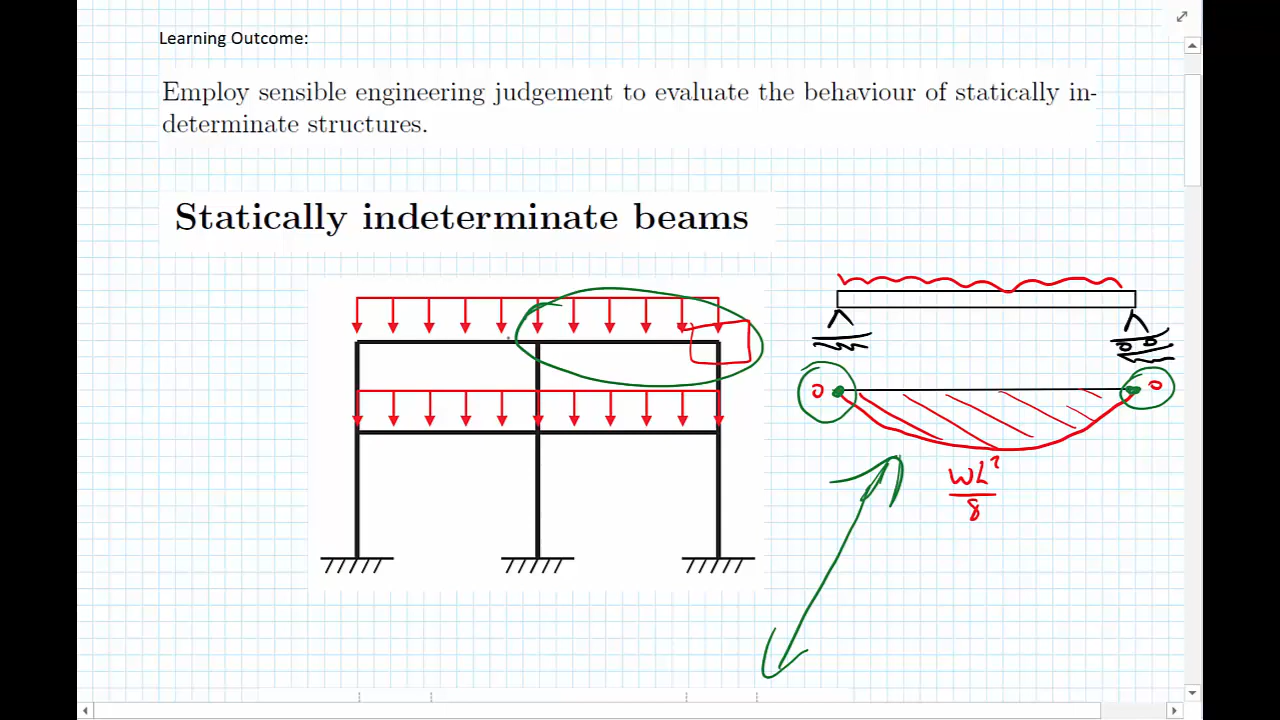 Learning Outcome:
Employ sensible engineering judgement to evaluate the behaviour of statically in-
determinate structures.
Statically indeterminate beams
0
0
WL²
8